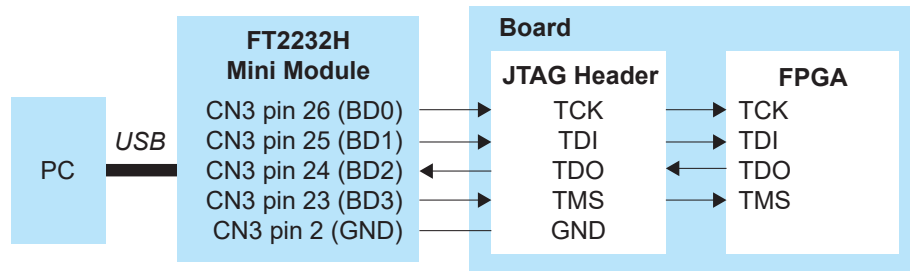 PC
USB
FT2232H
Mini Module
CN3 pin 26 (BD0)
CN3 pin 25 (BD1)
CN3 pin 24 (BD2)
CN3 pin 23 (BD3)
CN3 pin 2 (GND)
Board
JTAG Header
TCK
TDI
TDO
TMS
GND
FPGA
TCK
TDI
TDO
TMS